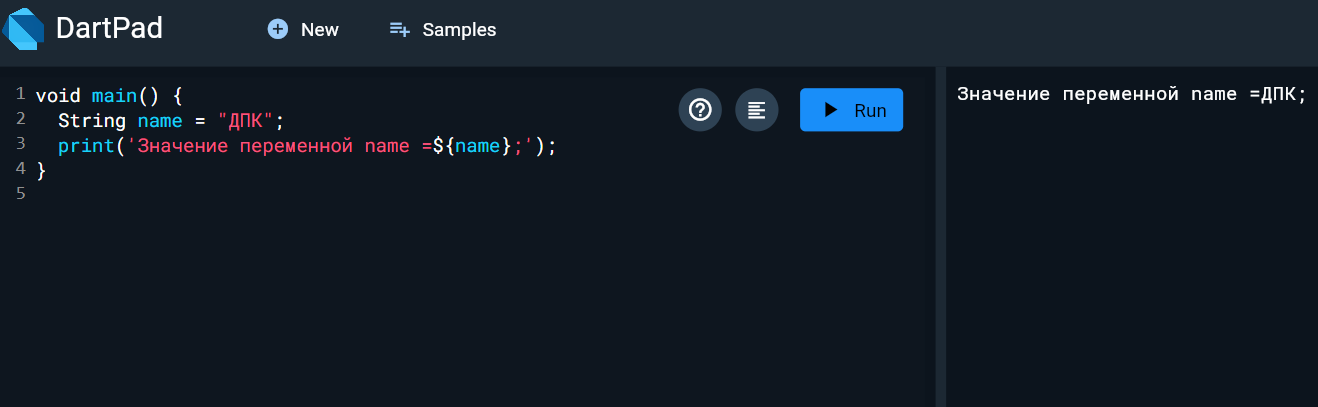 DartPad New Samples
1 void main() {
2 String name = "ДПК";
3 print('Значение переменной name =${name};');
4 }
5
Run
Значение переменной name =ДПК;